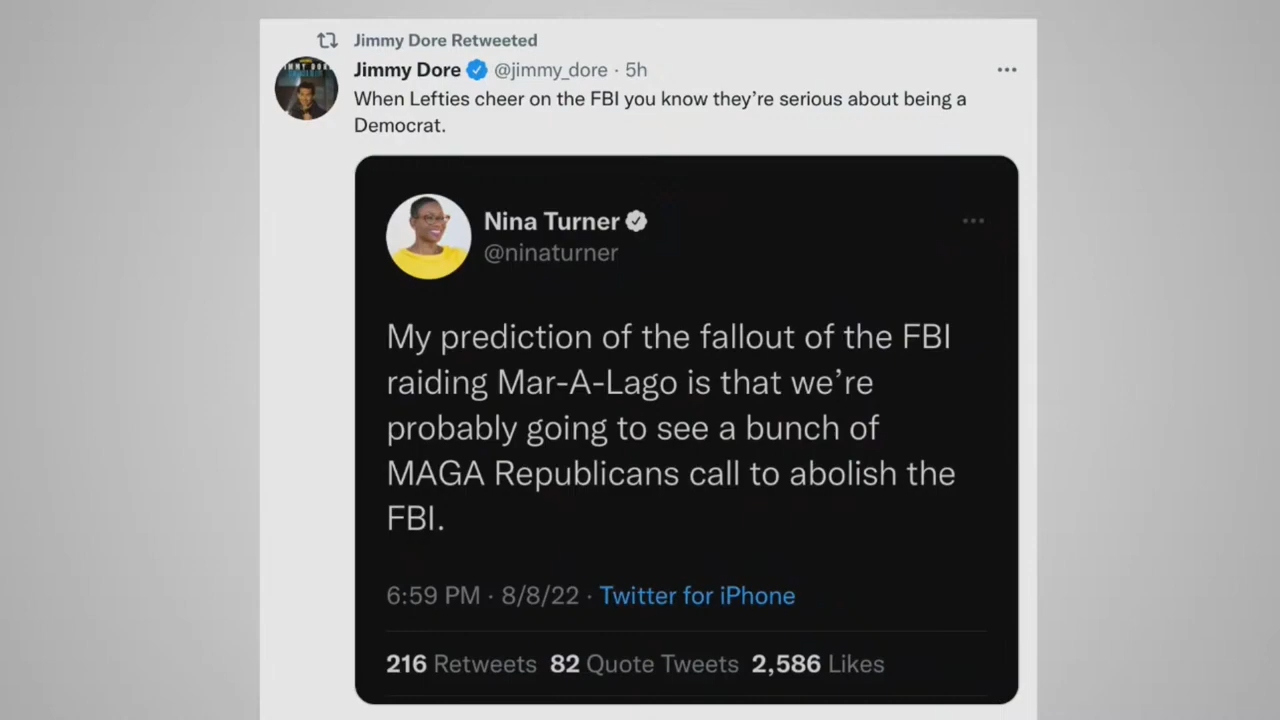 Jimmy Dore Retweeted
Jimmy Dore @jimmy_dore · 5h
When Lefties cheer on the FBI you know they’re serious about being a
Democrat.
Nina Turner
@ninaturner
My prediction of the fallout of the FBI
raiding Mar-A-Lago is that we’re
probably going to see a bunch of
MAGA Republicans call to abolish the
FBI.
6:59 PM · 8/8/22 · Twitter for iPhone
216 Retweets 82 Quote Tweets 2,586 Likes